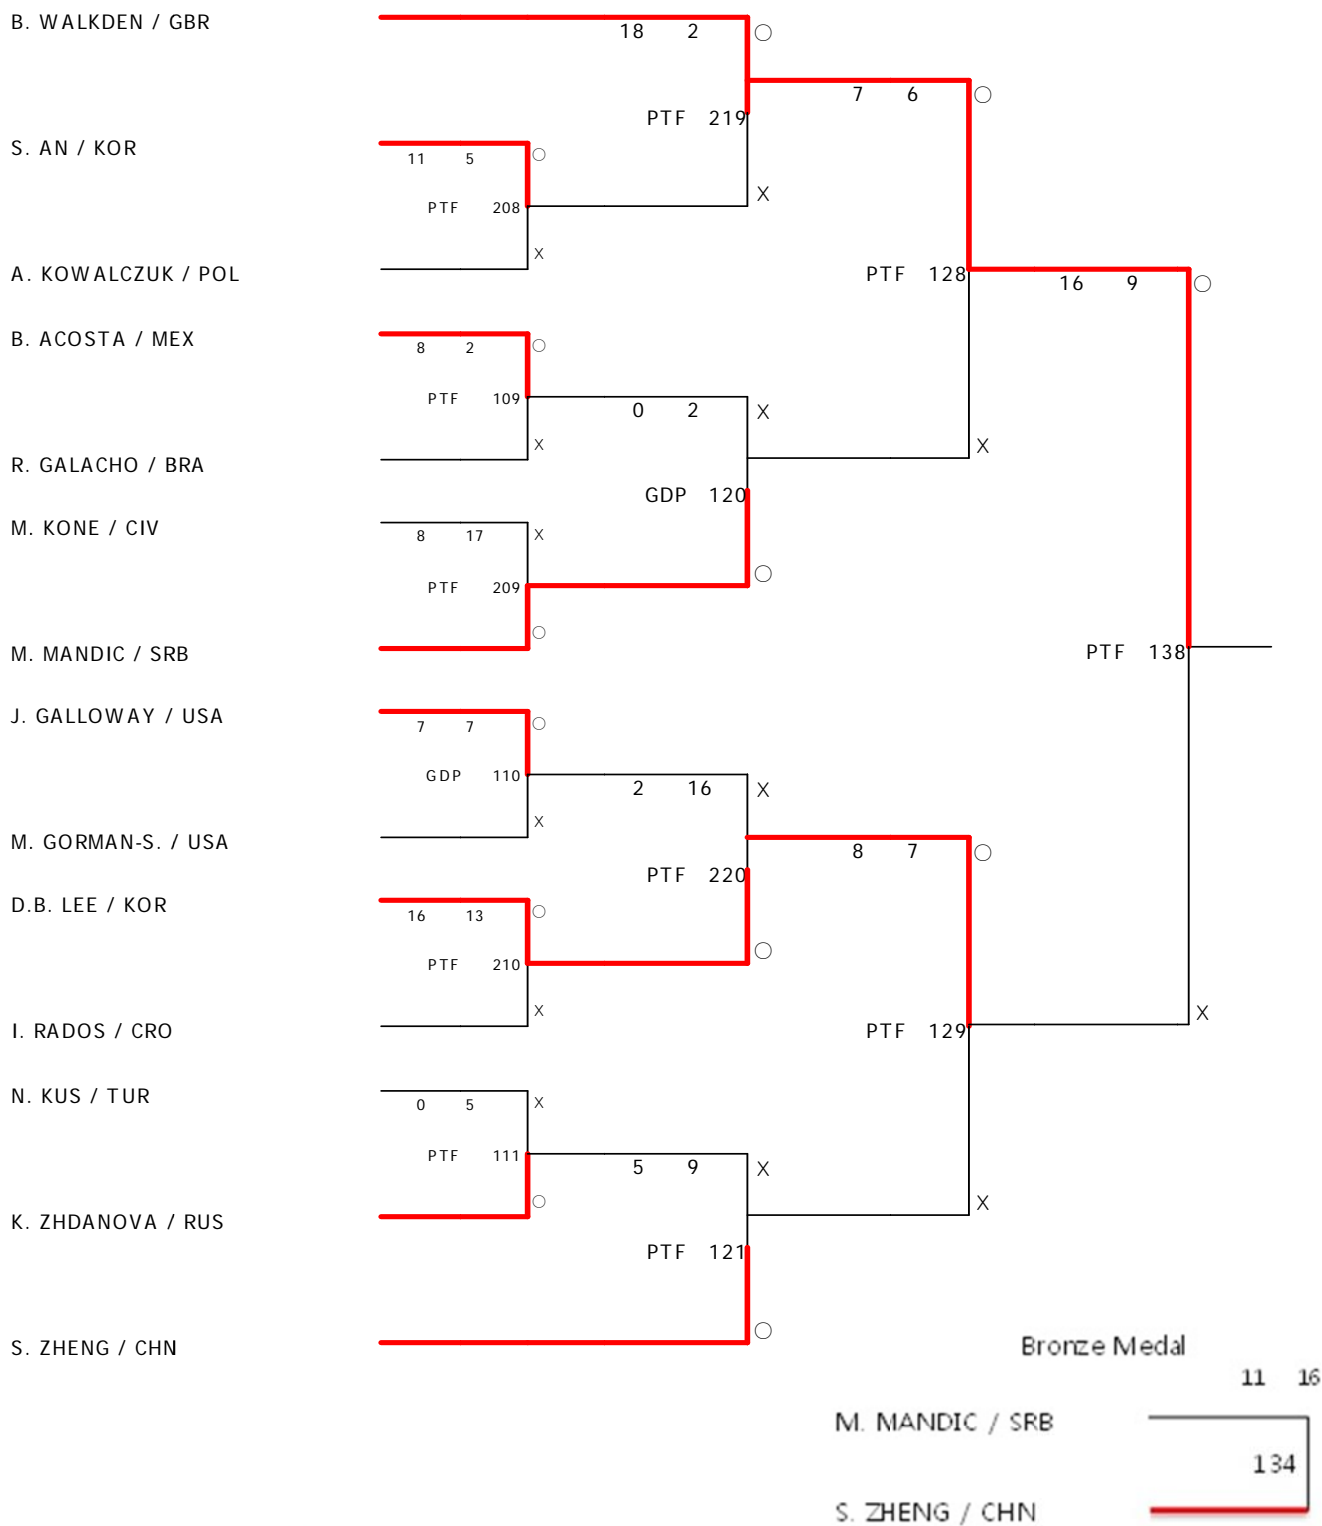 B. WALKDEN / GBR
18 2 ○
7 6 ○
PTF 219
S. AN / KOR
11 5 ○
X
PTF 208
X
A. KOWALCZUK / POL
PTF 128
16 9 ○
B. ACOSTA / MEX
8 2 ○
PTF 109
0 2 X
X
X
R. GALACHO / BRA
GDP 120
M. KONE / CIV
8 17 X
○
PTF 209
○
M. MANDIC / SRB
PTF 138
J. GALLOWAY / USA
7 7 ○
GDP 110
2 16 X
X
M. GORMAN-S. / USA
8 7 ○
PTF 220
D.B. LEE / KOR
16 13 ○
○
PTF 210
X
X
I. RADOS / CRO
PTF 129
N. KUS / TUR
0 5 X
PTF 111
5 9 X
○
X
K. ZHDANOVA / RUS
PTF 121
○
S. ZHENG / CHN
Bronze Medal
11 16
M. MANDIC / SRB
134
S. ZHENG / CHN